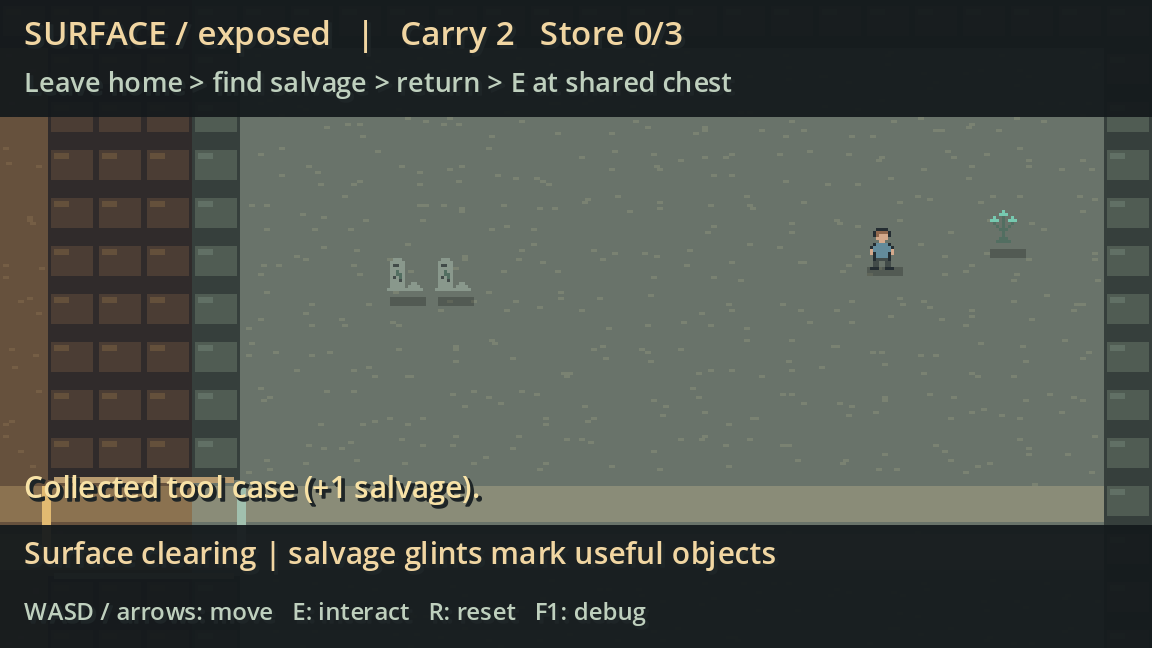 SURFACE / exposed | Carry 2 Store 0/3
Leave home > find salvage > return > E at shared chest
Collected tool case (+1 salvage).
Surface clearing | salvage glints mark useful objects
WASD / arrows: move E: interact R: reset F1: debug